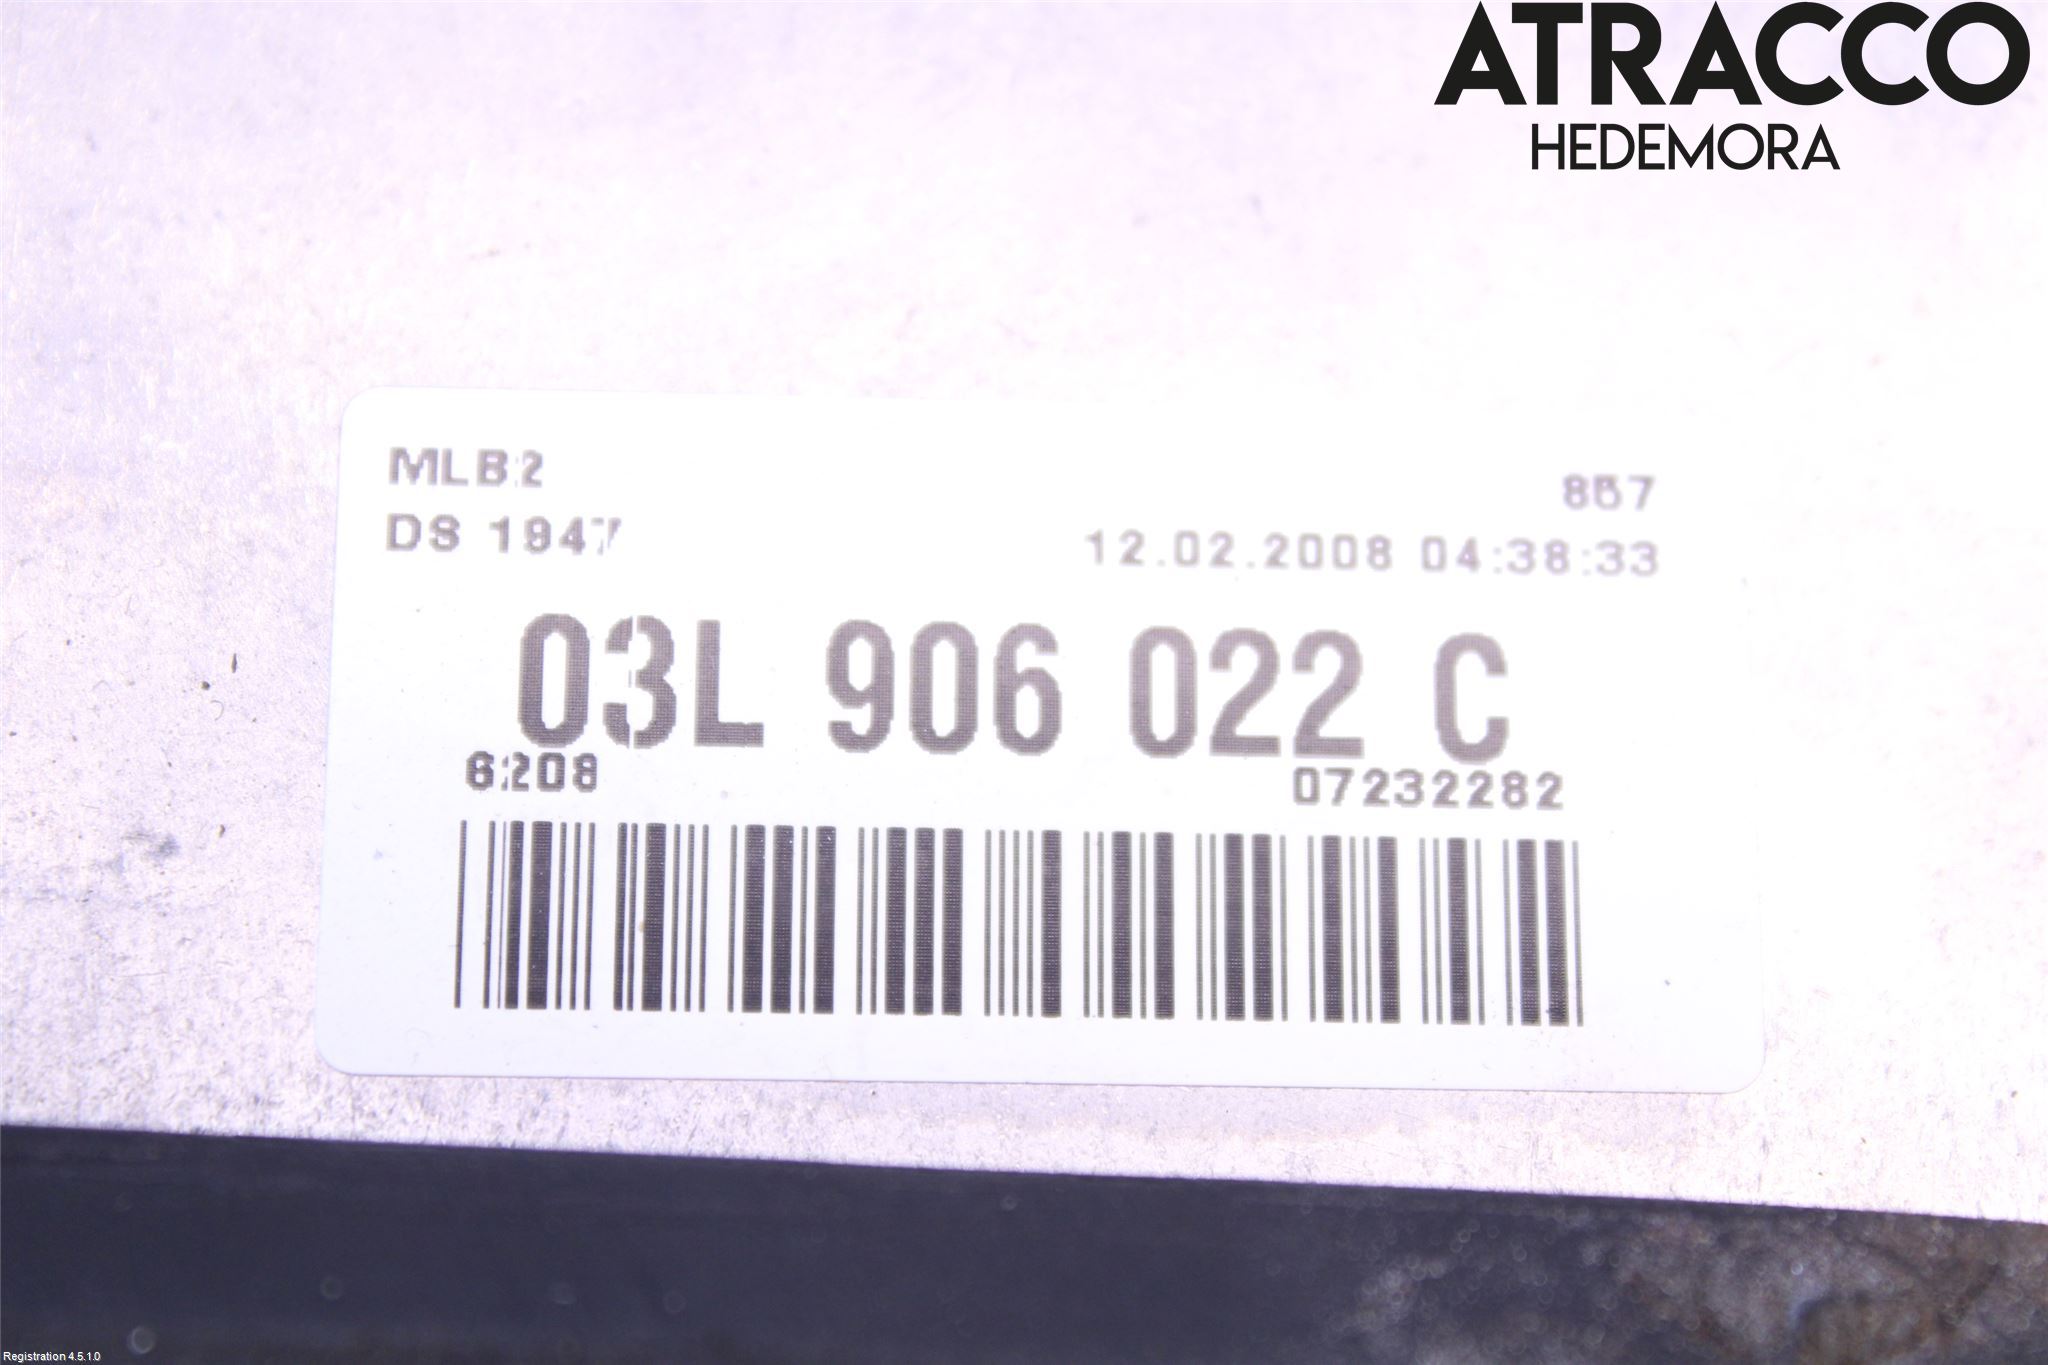 ATRACCO
HEDEMORA
MLB2
857
DS 1947
12.02.2008 04:38:33
03L 906 022 C
6208
07232282
Registration 4.5.1.0